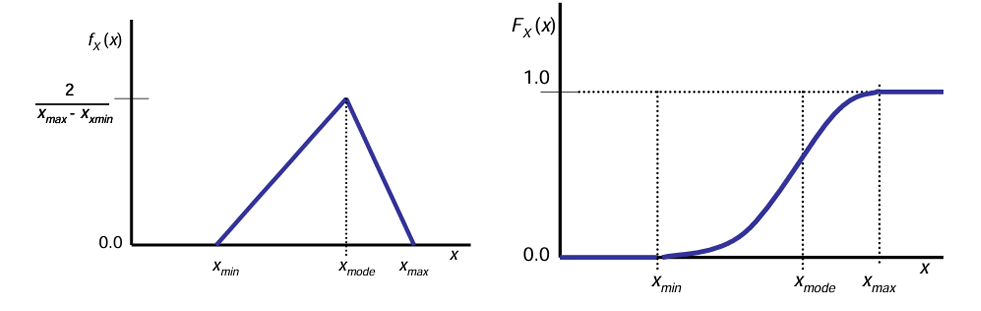 f_X(x)
2
x_max - x_xmin
0.0
x_min
x_mode
x_max
x
F_X(x)
1.0
0.0
x_min
x_mode
x_max
x